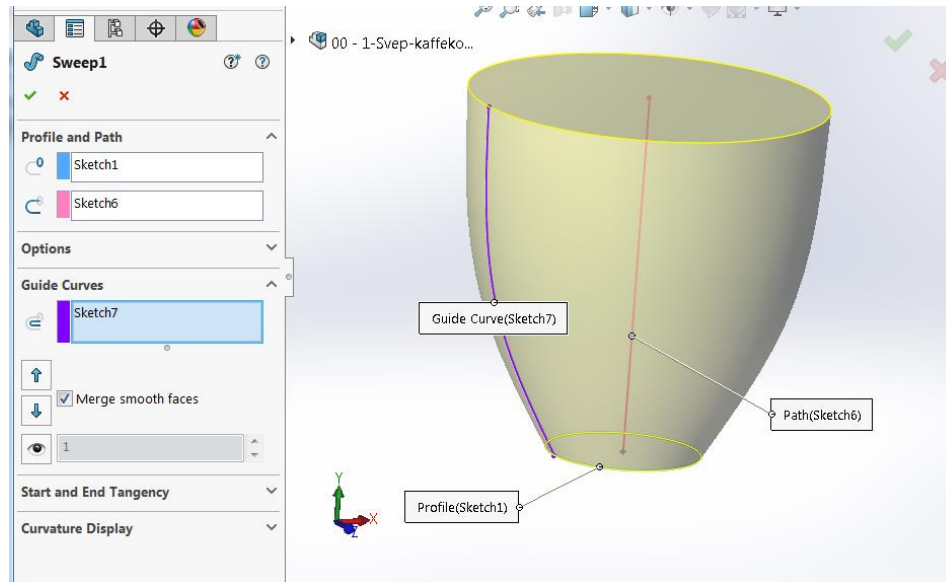 00 - 1-Svep-kaffeko...
Sweep1
Profile and Path
Sketch1
Sketch6
Options
Guide Curves
Sketch7
Merge smooth faces
1
Start and End Tangency
Curvature Display
Guide Curve(Sketch7)
Path(Sketch6)
Profile(Sketch1)
Y
X
Z